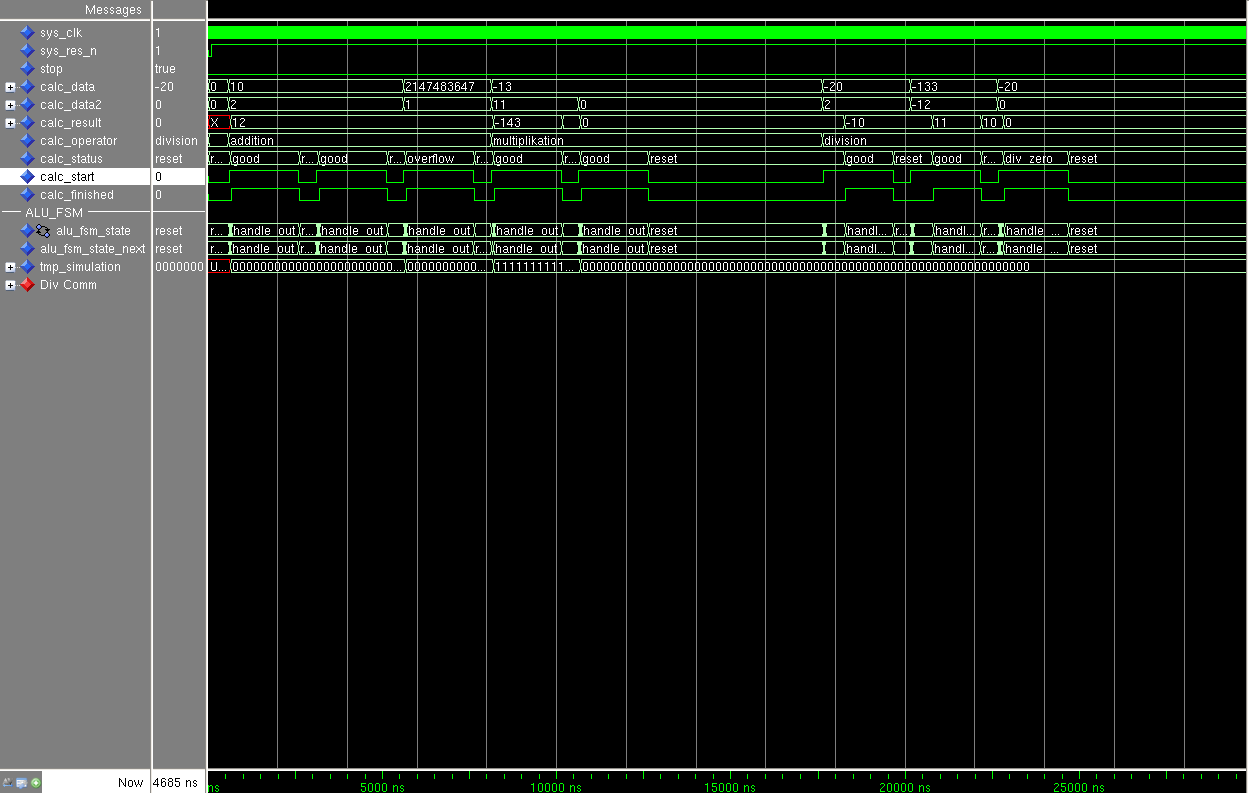 Messages
sys_clk 1
sys_res_n 1
stop true
calc_data -20 0 10 2147483647 -13 -20 -133 -20
calc_data2 0 0 2 1 11 0 2 -12 0
calc_result 0 X 12 -143 0 -10 11 10 0
calc_operator division addition multiplikation division
calc_status reset r... good r... good r... overflow r... good r... good reset good reset good r... div_zero reset
calc_start 0
calc_finished 0
ALU_FSM
alu_fsm_state reset r... handle_out r... handle_out handle_out handle_out handle_out reset handl... r... handl... r... handle_... reset
alu_fsm_state_next reset r... handle_out r... handle_out handle_out r... handle_out handle_out reset handl... r... handl... r... handle_... reset
tmp_simulation 0000000 U... 0000000000000000000000000... 00000000000... 1111111111... 0000000000000000000000000000000000000000000000000000000000000000
Div Comm
Now 4685 ns ns 5000 ns 10000 ns 15000 ns 20000 ns 25000 ns